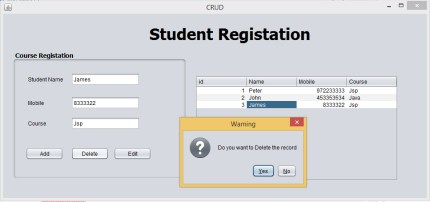 CRUD
Student Registation
Course Registation
Student Name James
Mobile 8333322
Course Jsp
Add Delete Edit
id Name Mobile Course
1 Peter 972233333 Jsp
2 John 453353534 Java
3 James 8333322 Jsp
Warning
Do you want to Delete the record
Yes No